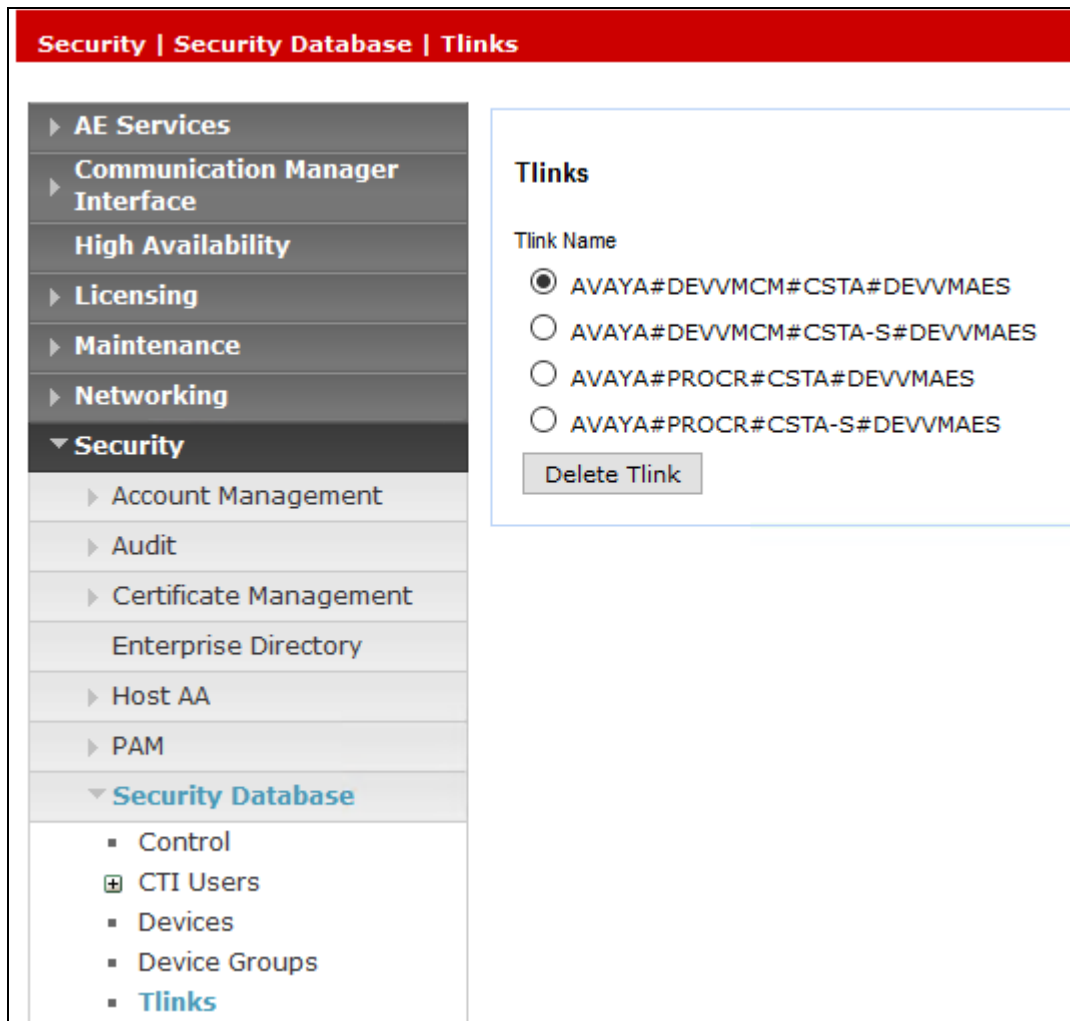 Security | Security Database | Tlinks
AE Services
Communication Manager
Interface
High Availability
Licensing
Maintenance
Networking
Security
Account Management
Audit
Certificate Management
Enterprise Directory
Host AA
PAM
Security Database
Control
CTI Users
Devices
Device Groups
Tlinks
Tlinks
Tlink Name
AVAYA#DEVVMCM#CSTA#DEVVMAES
AVAYA#DEVVMCM#CSTA-S#DEVVMAES
AVAYA#PROCR#CSTA#DEVVMAES
AVAYA#PROCR#CSTA-S#DEVVMAES
Delete Tlink